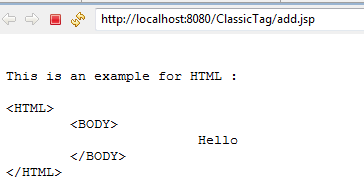 http://localhost:8080/ClassicTag/add.jsp
This is an example for HTML :
<HTML>
<BODY>
Hello
</BODY>
</HTML>